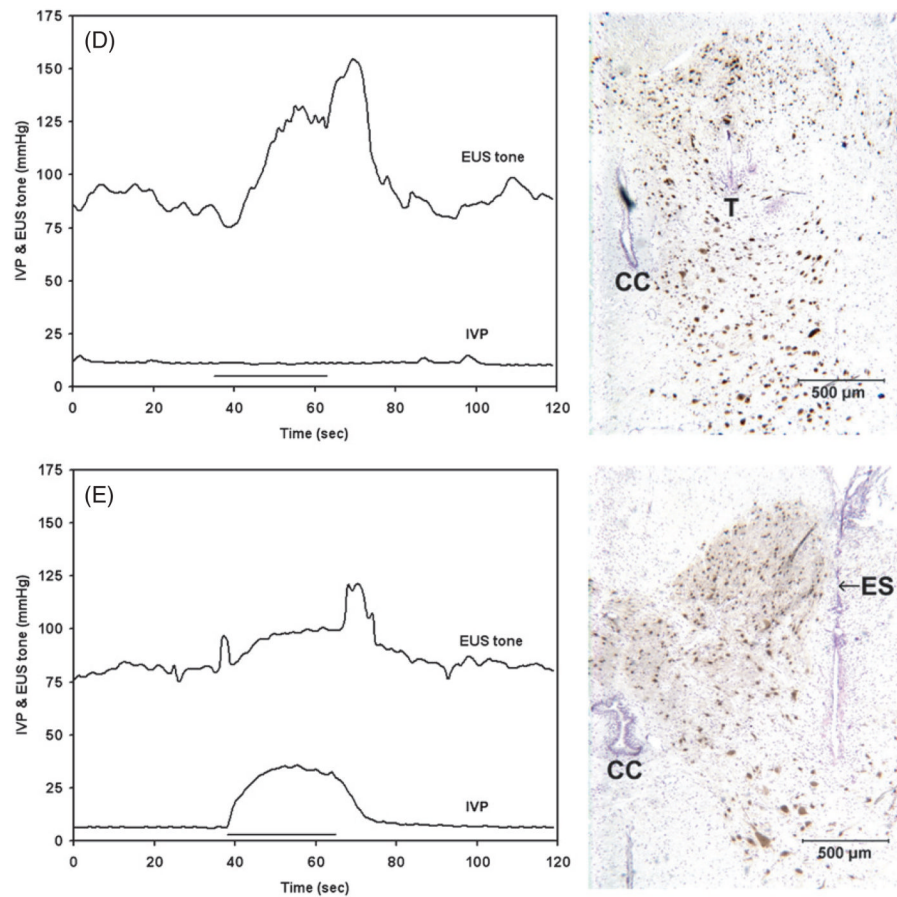 (D)
175
150
125
100
75
50
25
0
IVP & EUS tone (mmHg)
EUS tone
IVP
0 20 40 60 80 100 120
Time (sec)
T
CC
500 µm
(E)
175
150
125
100
75
50
25
0
IVP & EUS tone (mmHg)
EUS tone
IVP
0 20 40 60 80 100 120
Time (sec)
←ES
CC
500 µm